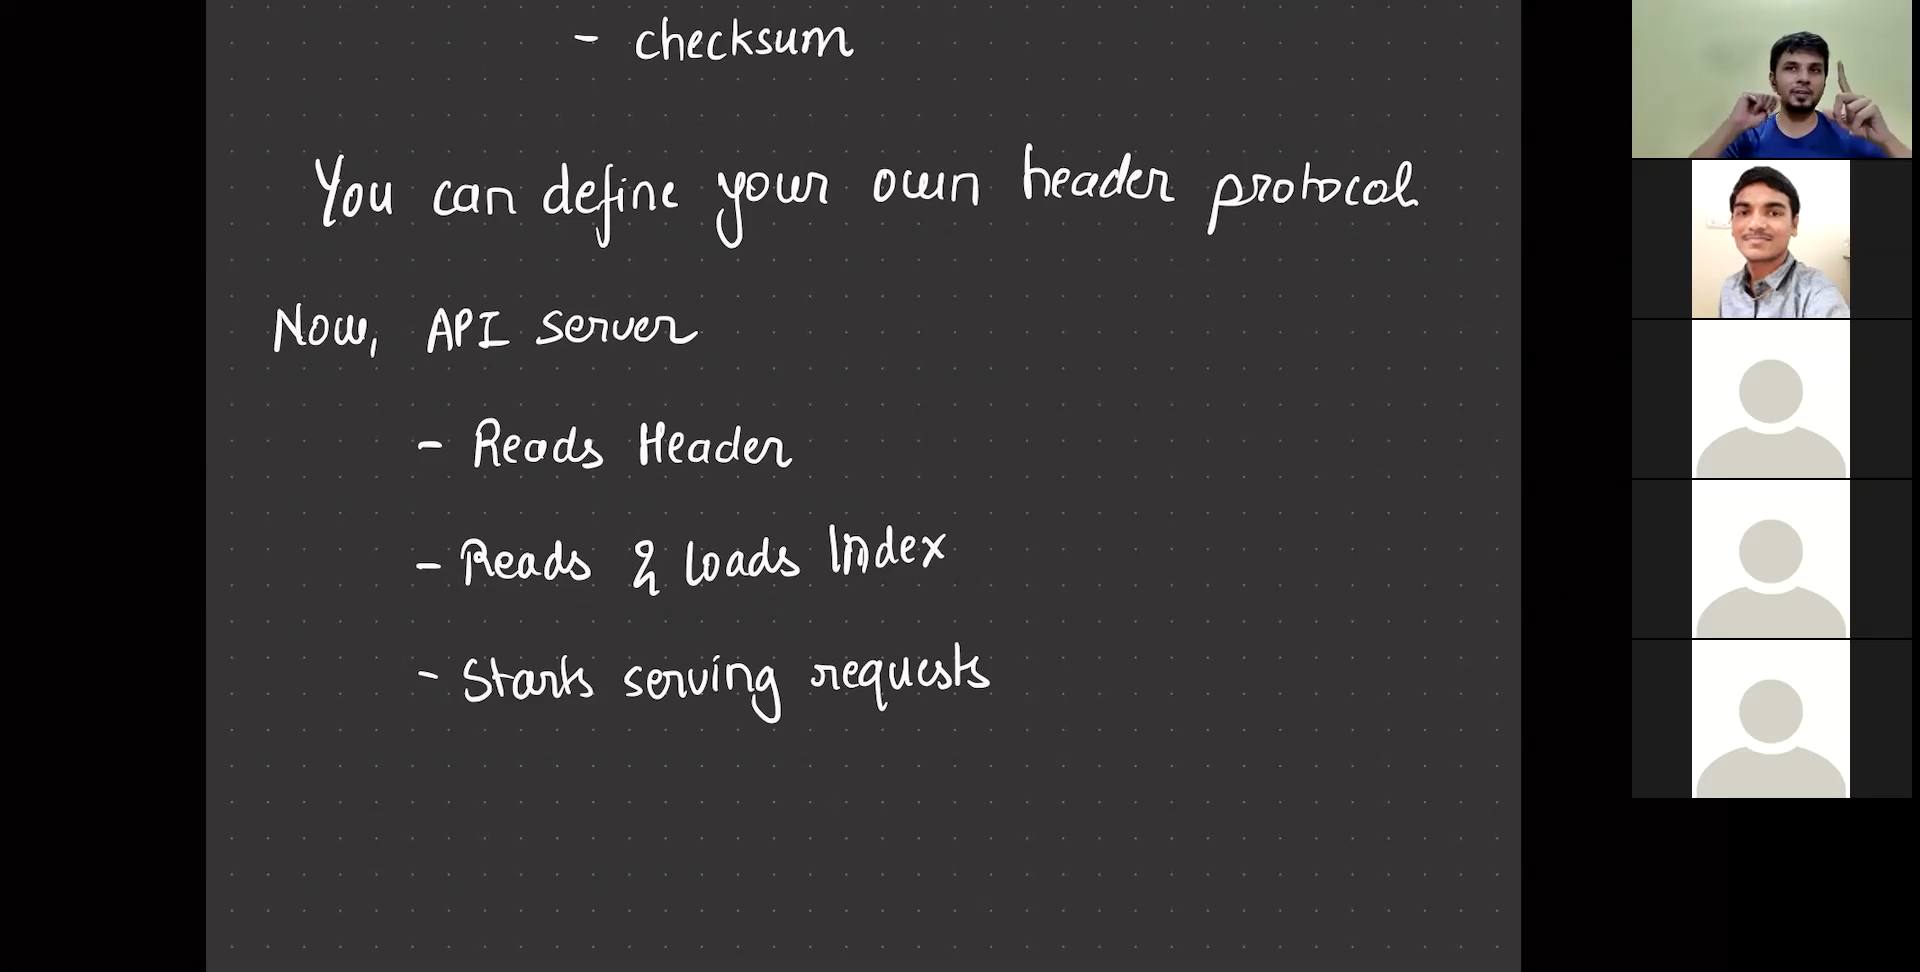 - checksum
You can define your own header protocol
Now, API server
- Reads Header
- Reads & loads Index
- Starts serving requests